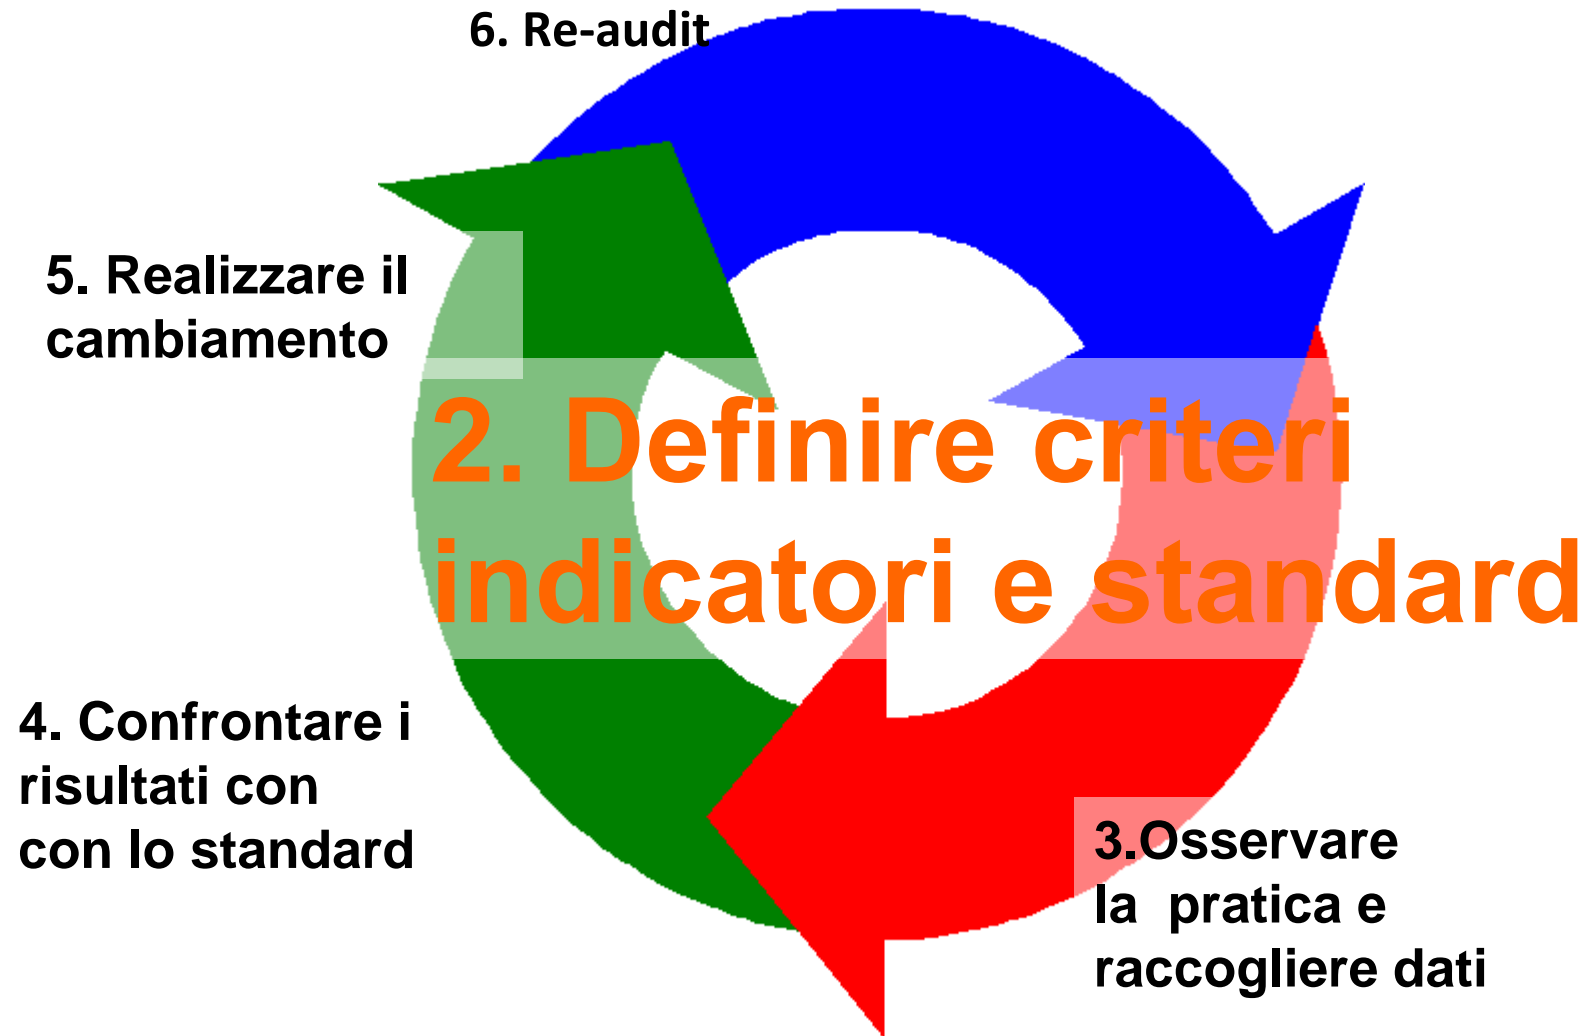 6. Re-audit
5. Realizzare il
cambiamento
2. Definire criteri
indicatori e standard
4. Confrontare i
risultati con
con lo standard
3.Osservare
la pratica e
raccogliere dati